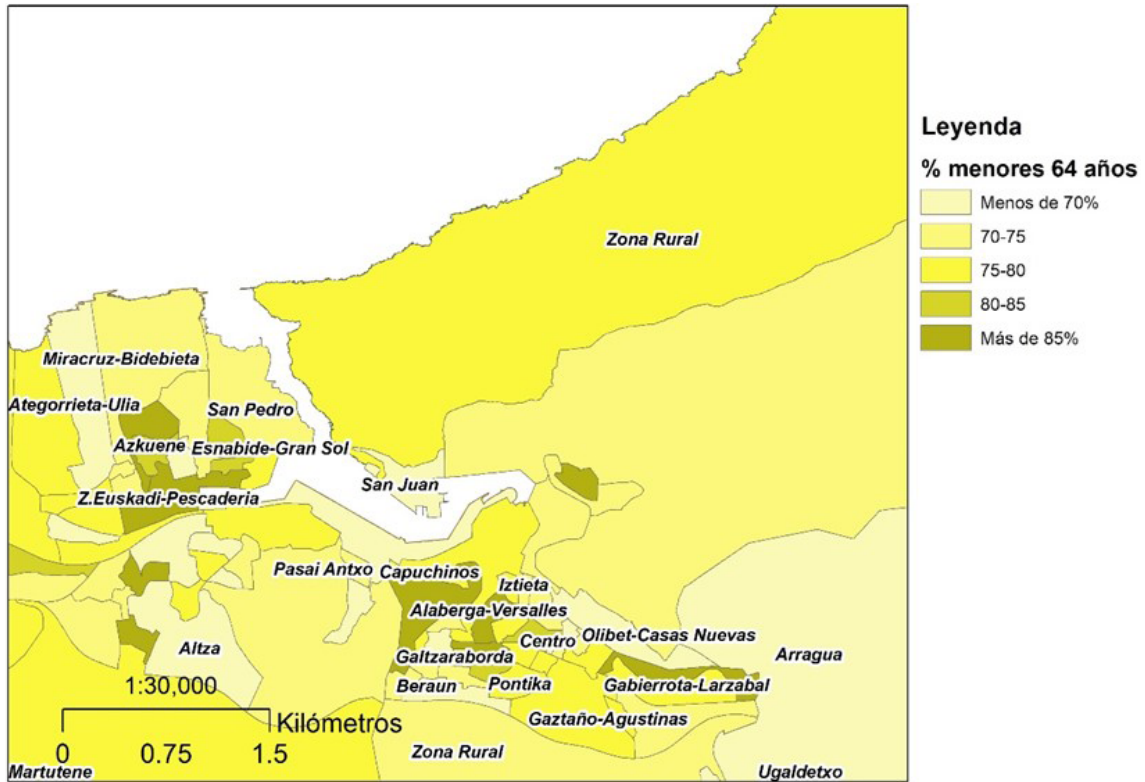 Leyenda
% menores 64 años
Menos de 70%
70-75
75-80
80-85
Más de 85%
Zona Rural
Miracruz-Bidebieta
Ategorrieta-Ulia
San Pedro
Azkuene
Esnabide-Gran Sol
San Juan
Z.Euskadi-Pescaderia
Pasai Antxo
Capuchinos
Iztieta
Alaberga-Versalles
Centro
Olibet-Casas Nuevas
Altza
Galtzaraborda
Arragua
Beraun
Pontika
Gabierrota-Larzabal
Gaztaño-Agustinas
1:30,000
Kilómetros
0 0.75 1.5
Zona Rural
Martutene
Ugaldetxo